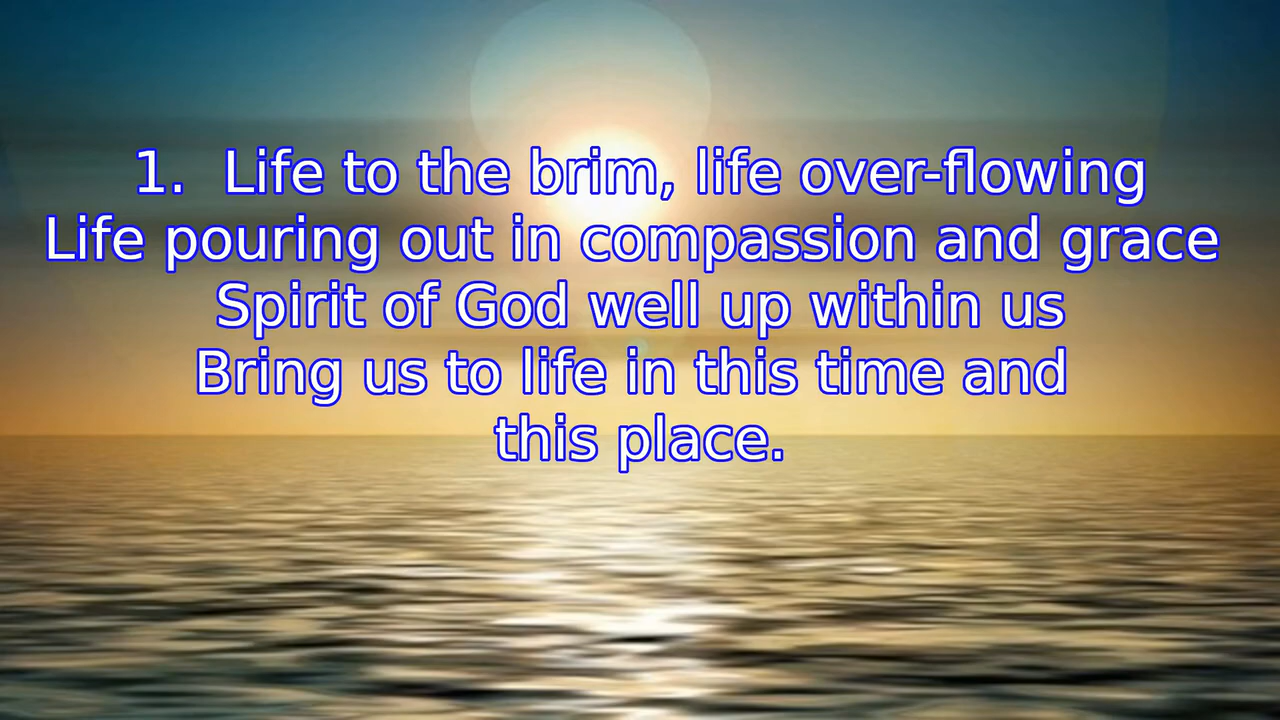 1.  Life to the brim, life over-flowing
Life pouring out in compassion and grace
Spirit of God well up within us
Bring us to life in this time and
this place.